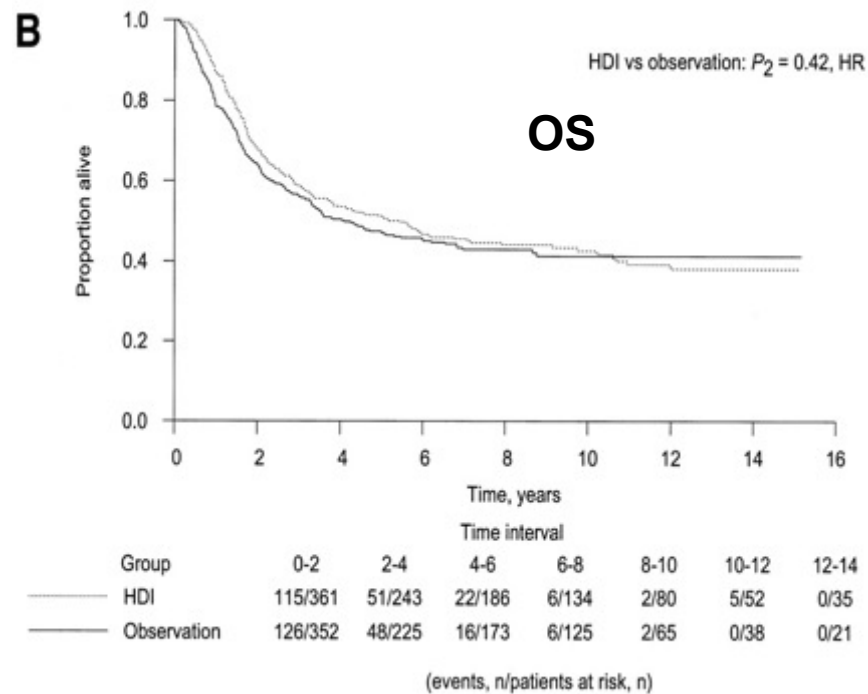 B
HDI vs observation: P2 = 0.42, HR
OS
Proportion alive
1.0
0.8
0.6
0.4
0.2
0.0
0 2 4 6 8 10 12 14 16
Time, years
Time interval
Group 0-2 2-4 4-6 6-8 8-10 10-12 12-14
HDI 115/361 51/243 22/186 6/134 2/80 5/52 0/35
Observation 126/352 48/225 16/173 6/125 2/65 0/38 0/21
(events, n/patients at risk, n)